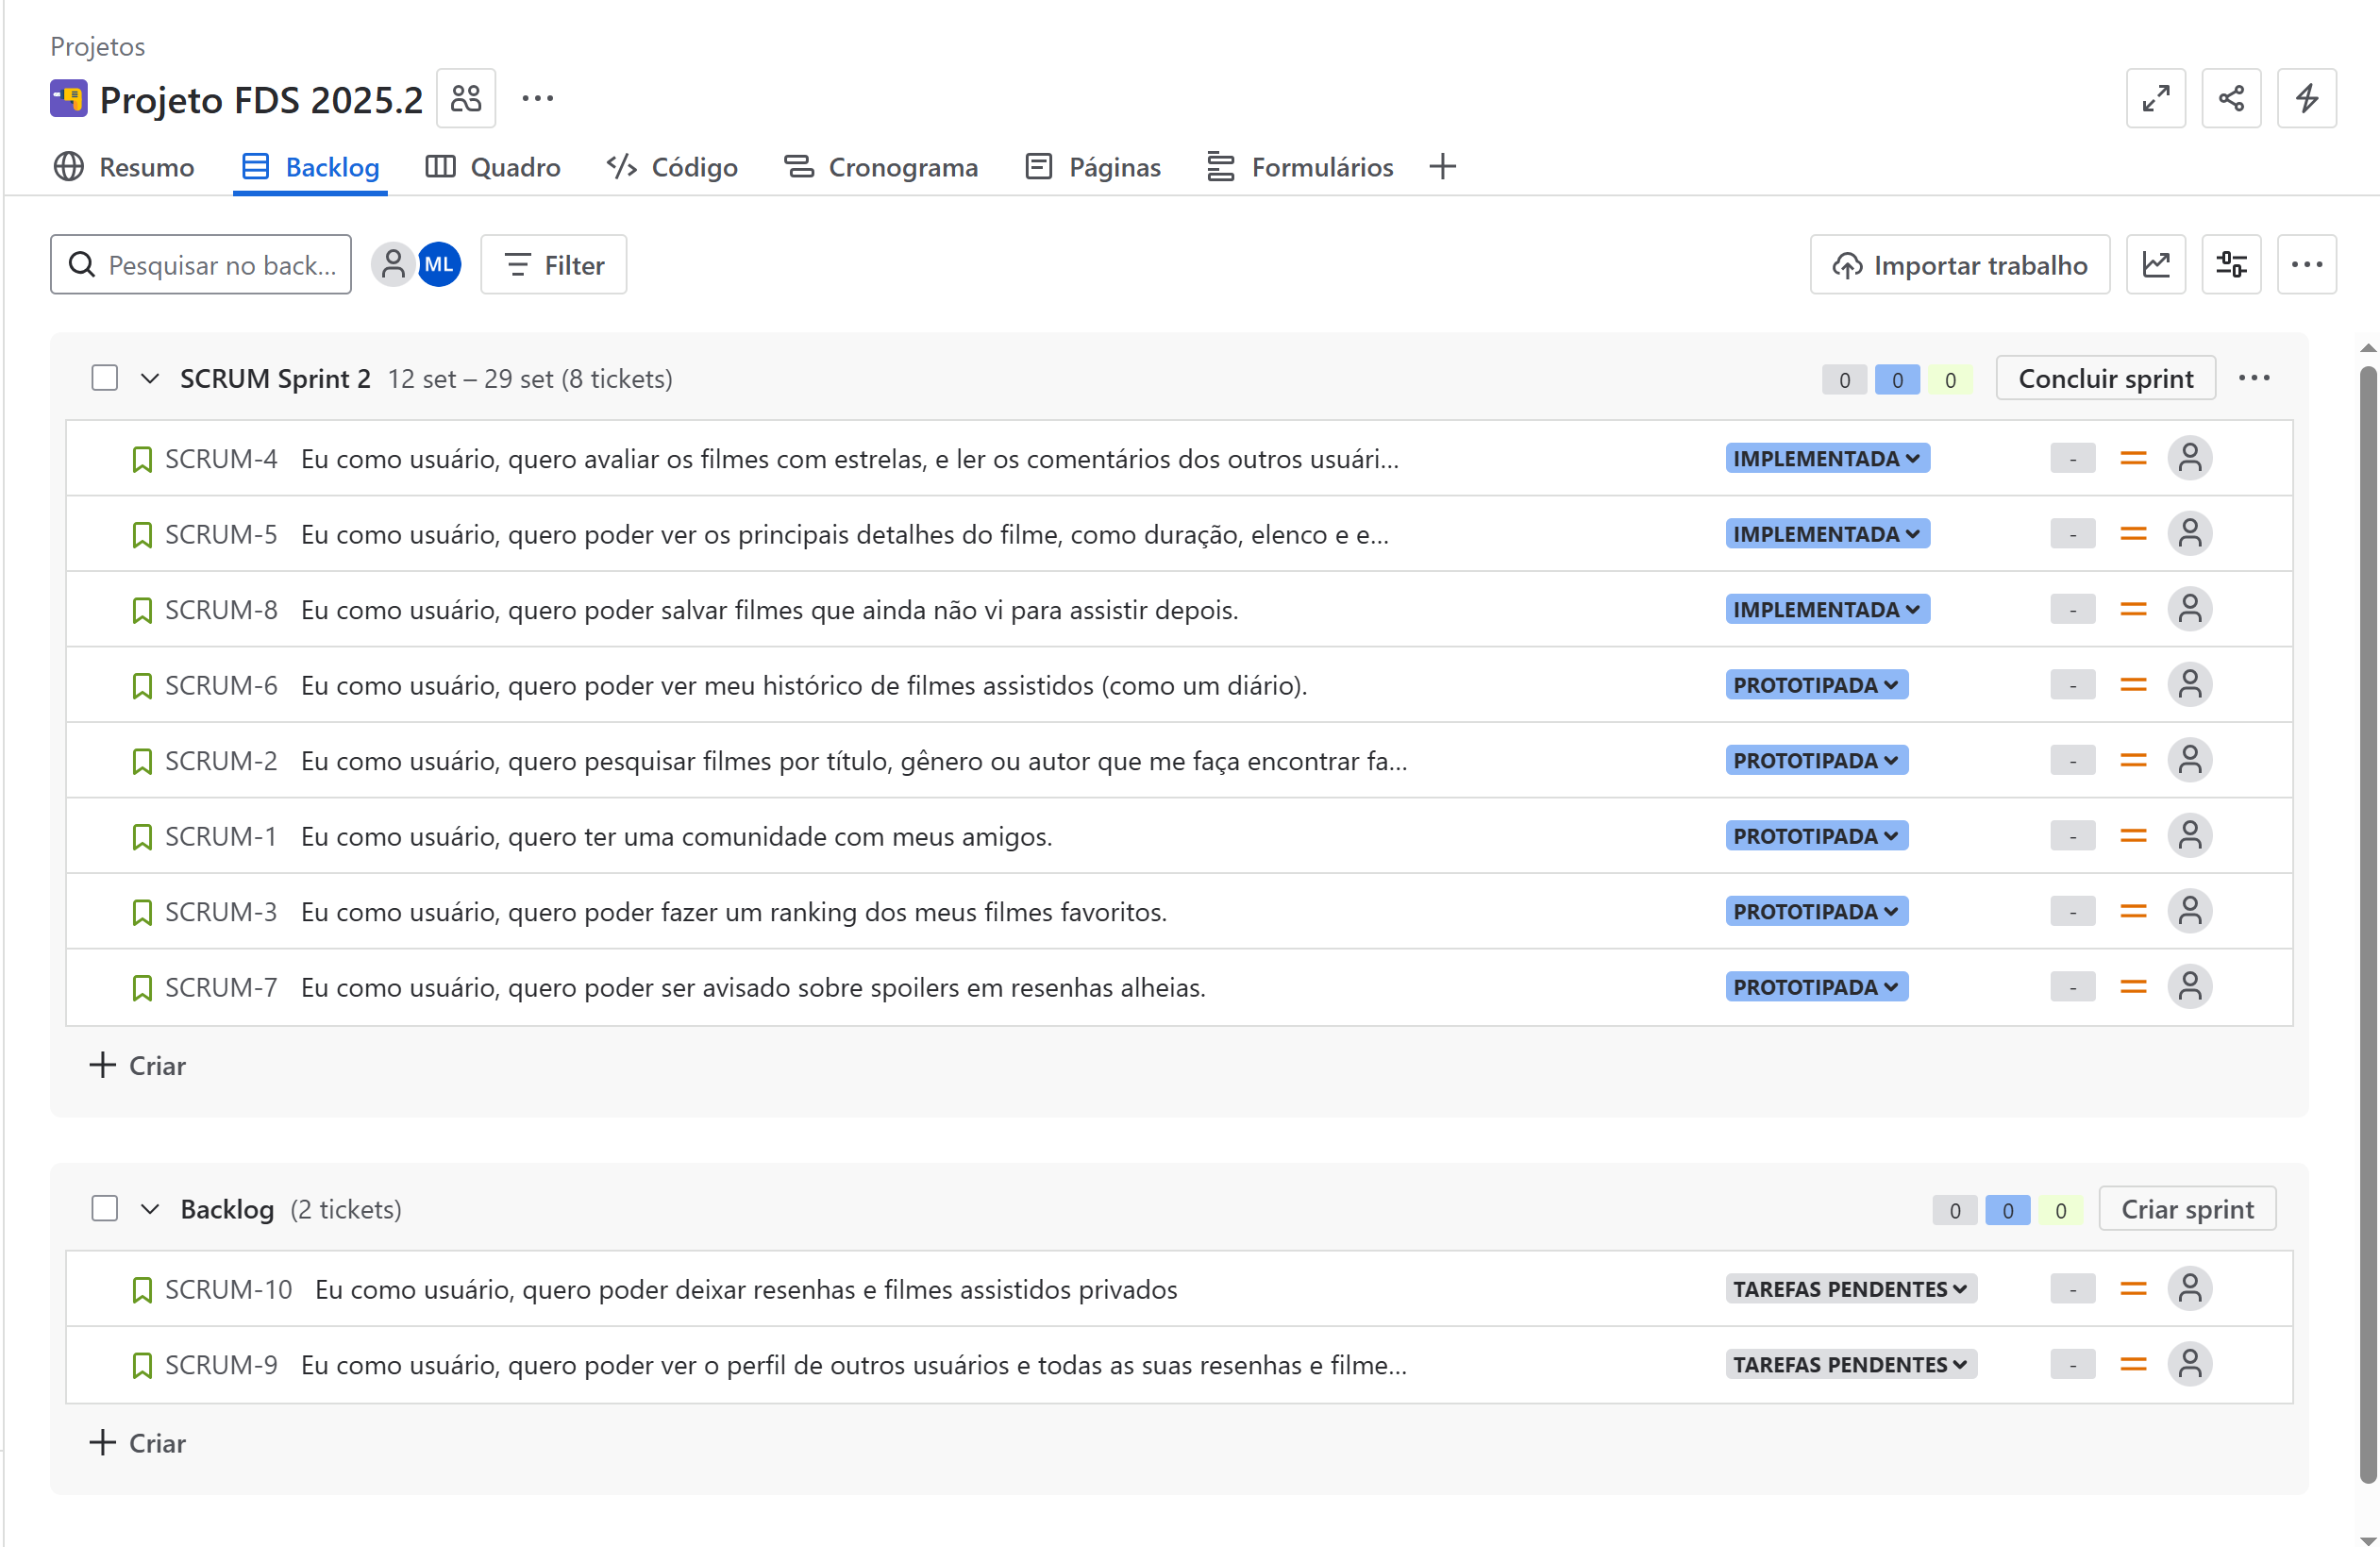 Projetos
Projeto FDS 2025.2
Resumo Backlog Quadro Código Cronograma Páginas Formulários
Pesquisar no back... ML Filter Importar trabalho
SCRUM Sprint 2 12 set – 29 set (8 tickets) 0 0 0 Concluir sprint
SCRUM-4 Eu como usuário, quero avaliar os filmes com estrelas, e ler os comentários dos outros usuári... IMPLEMENTADA -
SCRUM-5 Eu como usuário, quero poder ver os principais detalhes do filme, como duração, elenco e e... IMPLEMENTADA -
SCRUM-8 Eu como usuário, quero poder salvar filmes que ainda não vi para assistir depois. IMPLEMENTADA -
SCRUM-6 Eu como usuário, quero poder ver meu histórico de filmes assistidos (como um diário). PROTOTIPADA -
SCRUM-2 Eu como usuário, quero pesquisar filmes por título, gênero ou autor que me faça encontrar fa... PROTOTIPADA -
SCRUM-1 Eu como usuário, quero ter uma comunidade com meus amigos. PROTOTIPADA -
SCRUM-3 Eu como usuário, quero poder fazer um ranking dos meus filmes favoritos. PROTOTIPADA -
SCRUM-7 Eu como usuário, quero poder ser avisado sobre spoilers em resenhas alheias. PROTOTIPADA -
Criar
Backlog (2 tickets) 0 0 0 Criar sprint
SCRUM-10 Eu como usuário, quero poder deixar resenhas e filmes assistidos privados TAREFAS PENDENTES -
SCRUM-9 Eu como usuário, quero poder ver o perfil de outros usuários e todas as suas resenhas e filme... TAREFAS PENDENTES -
Criar